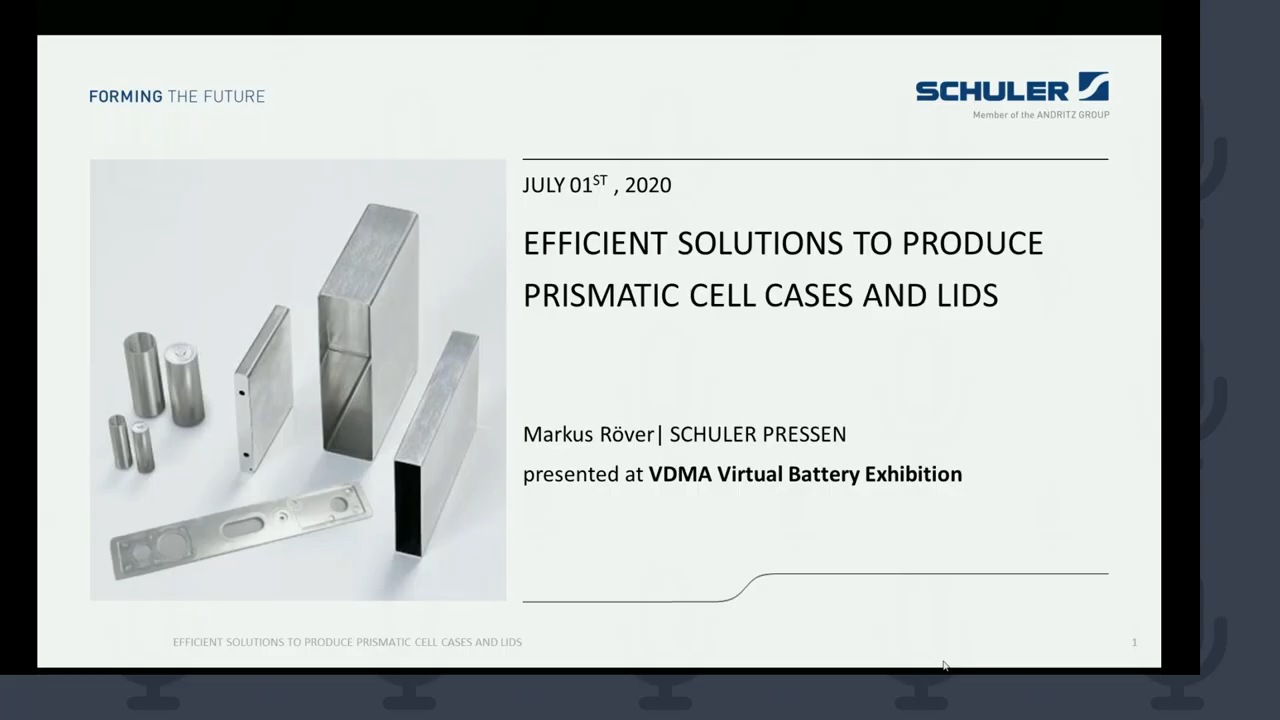 FORMING THE FUTURE
SCHULER
Member of the ANDRITZ GROUP
JULY 01ST , 2020
EFFICIENT SOLUTIONS TO PRODUCE
PRISMATIC CELL CASES AND LIDS
Markus Röver| SCHULER PRESSEN
presented at VDMA Virtual Battery Exhibition
EFFICIENT SOLUTIONS TO PRODUCE PRISMATIC CELL CASES AND LIDS
1